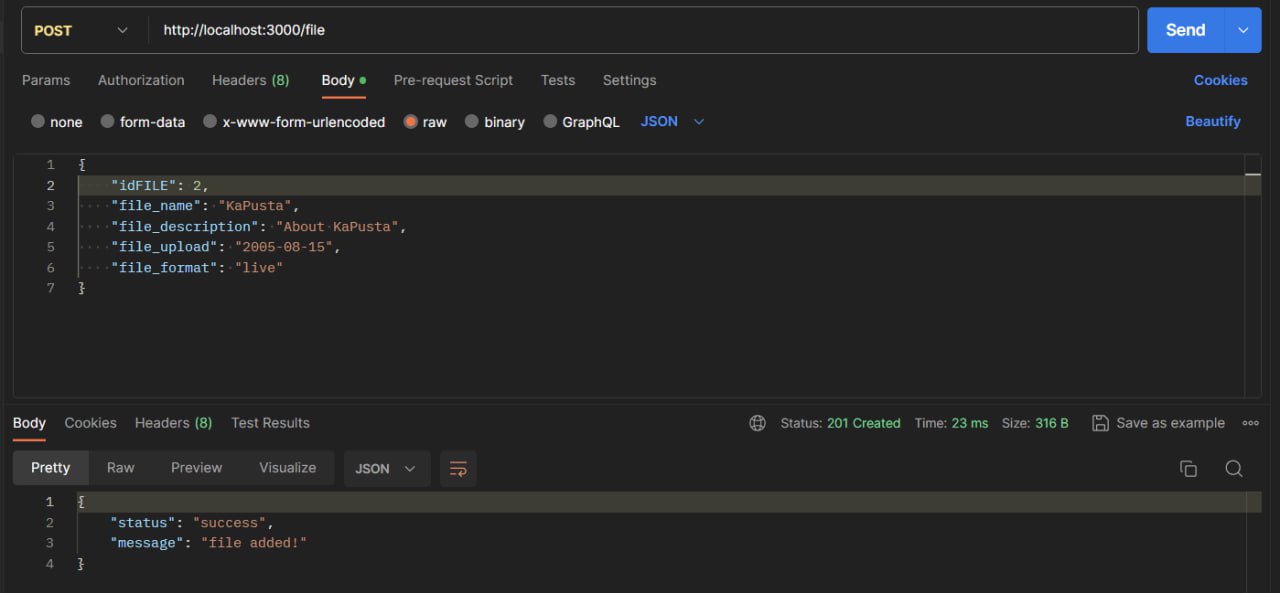 POST http://localhost:3000/file Send
Params Authorization Headers (8) Body Pre-request Script Tests Settings Cookies
none form-data x-www-form-urlencoded raw binary GraphQL JSON Beautify
1 {
2 "idFILE": 2,
3 "file_name": "KaPusta",
4 "file_description": "About KaPusta",
5 "file_upload": "2005-08-15",
6 "file_format": "live"
7 }
Body Cookies Headers (8) Test Results Status: 201 Created Time: 23 ms Size: 316 B Save as example
Pretty Raw Preview Visualize JSON
1 {
2 "status": "success",
3 "message": "file added!"
4 }